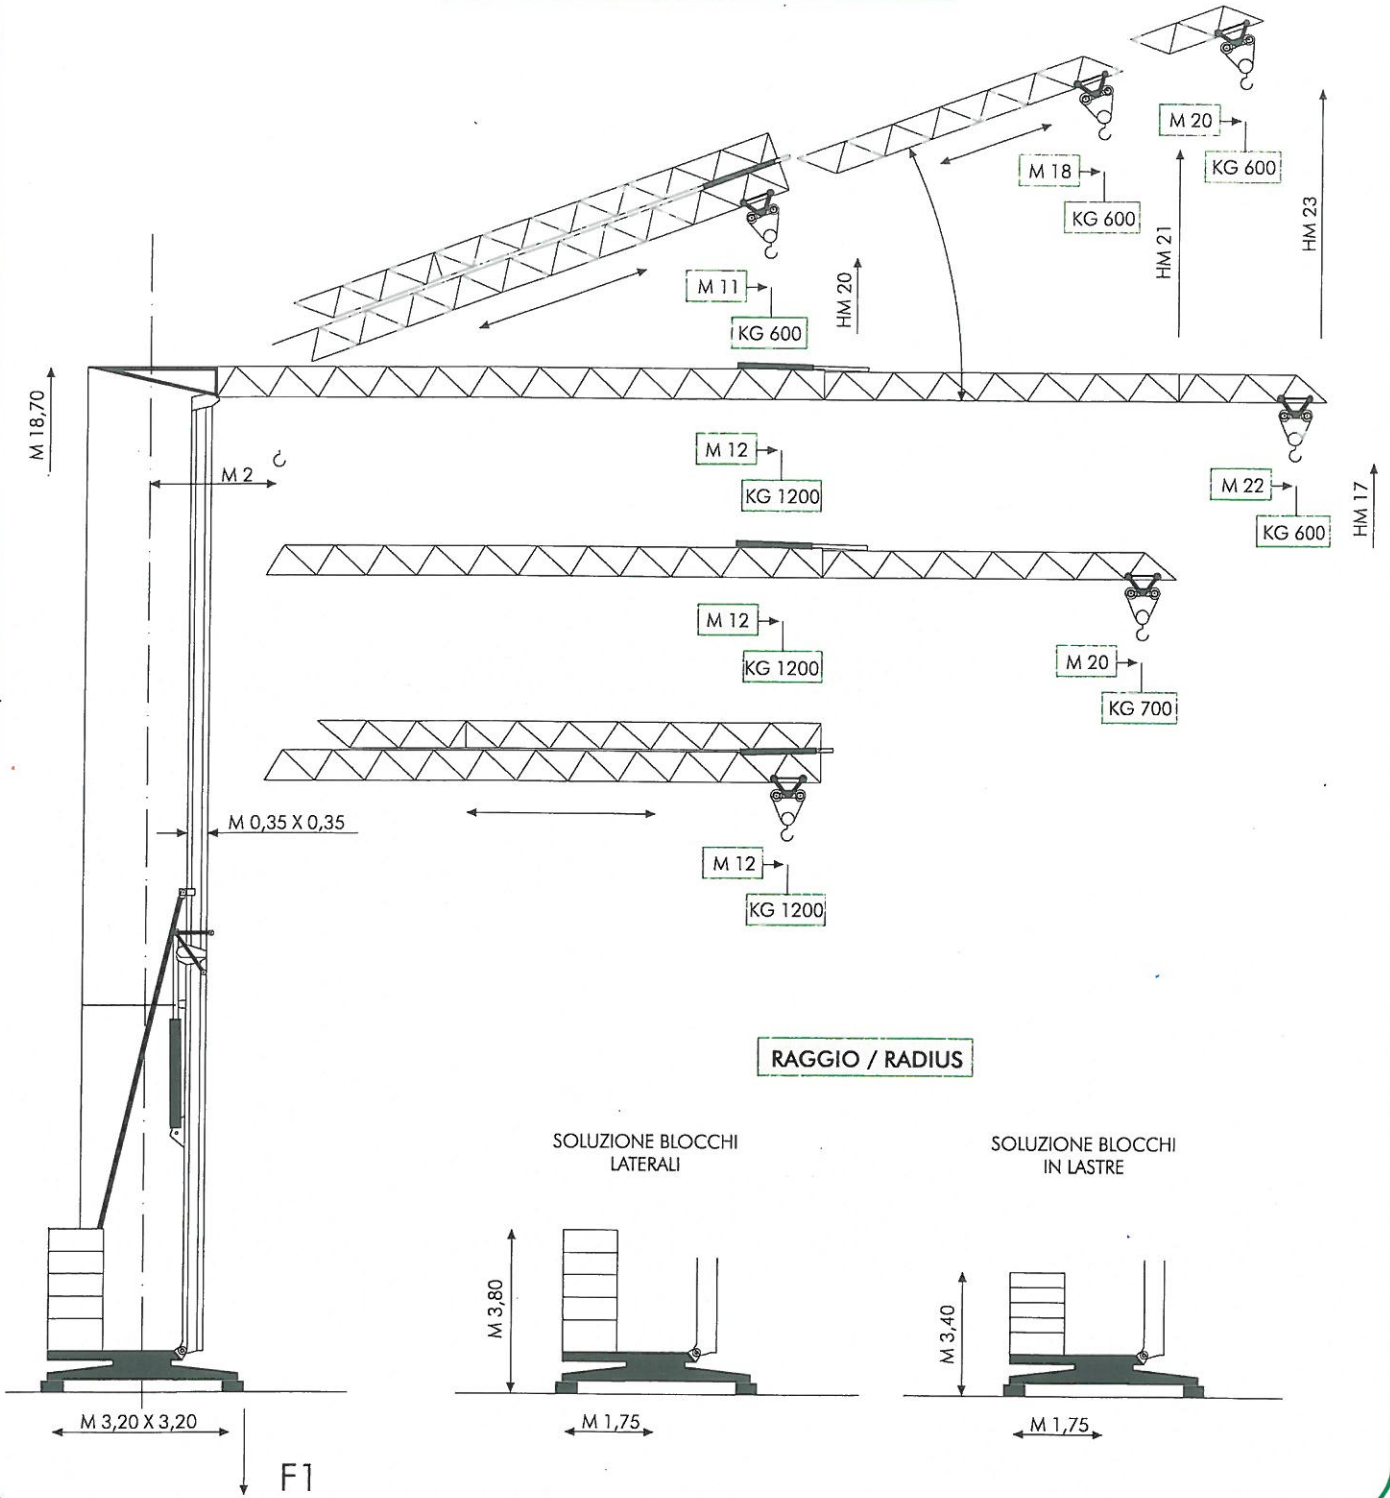 M 20
KG 600
M 18
KG 600
HM 21
HM 23
M 11
KG 600
HM 20
M 18,70
M 2
M 12
KG 1200
M 22
KG 600
HM 17
M 12
KG 1200
M 20
KG 700
M 0,35 X 0,35
M 12
KG 1200
RAGGIO / RADIUS
SOLUZIONE BLOCCHI
LATERALI
SOLUZIONE BLOCCHI
IN LASTRE
M 3,80
M 3,40
M 3,20 X 3,20
M 1,75
M 1,75
F1